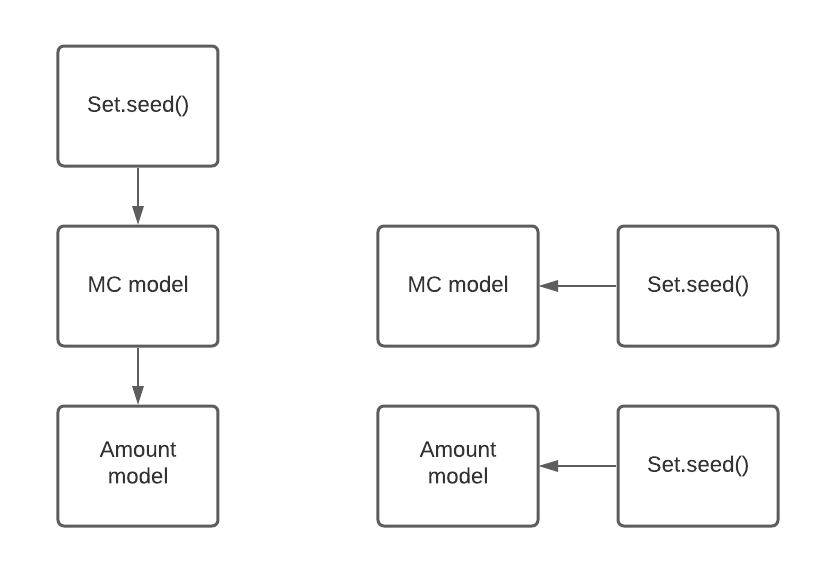 Set.seed()
MC model
MC model
Set.seed()
Amount
model
Amount
model
Set.seed()